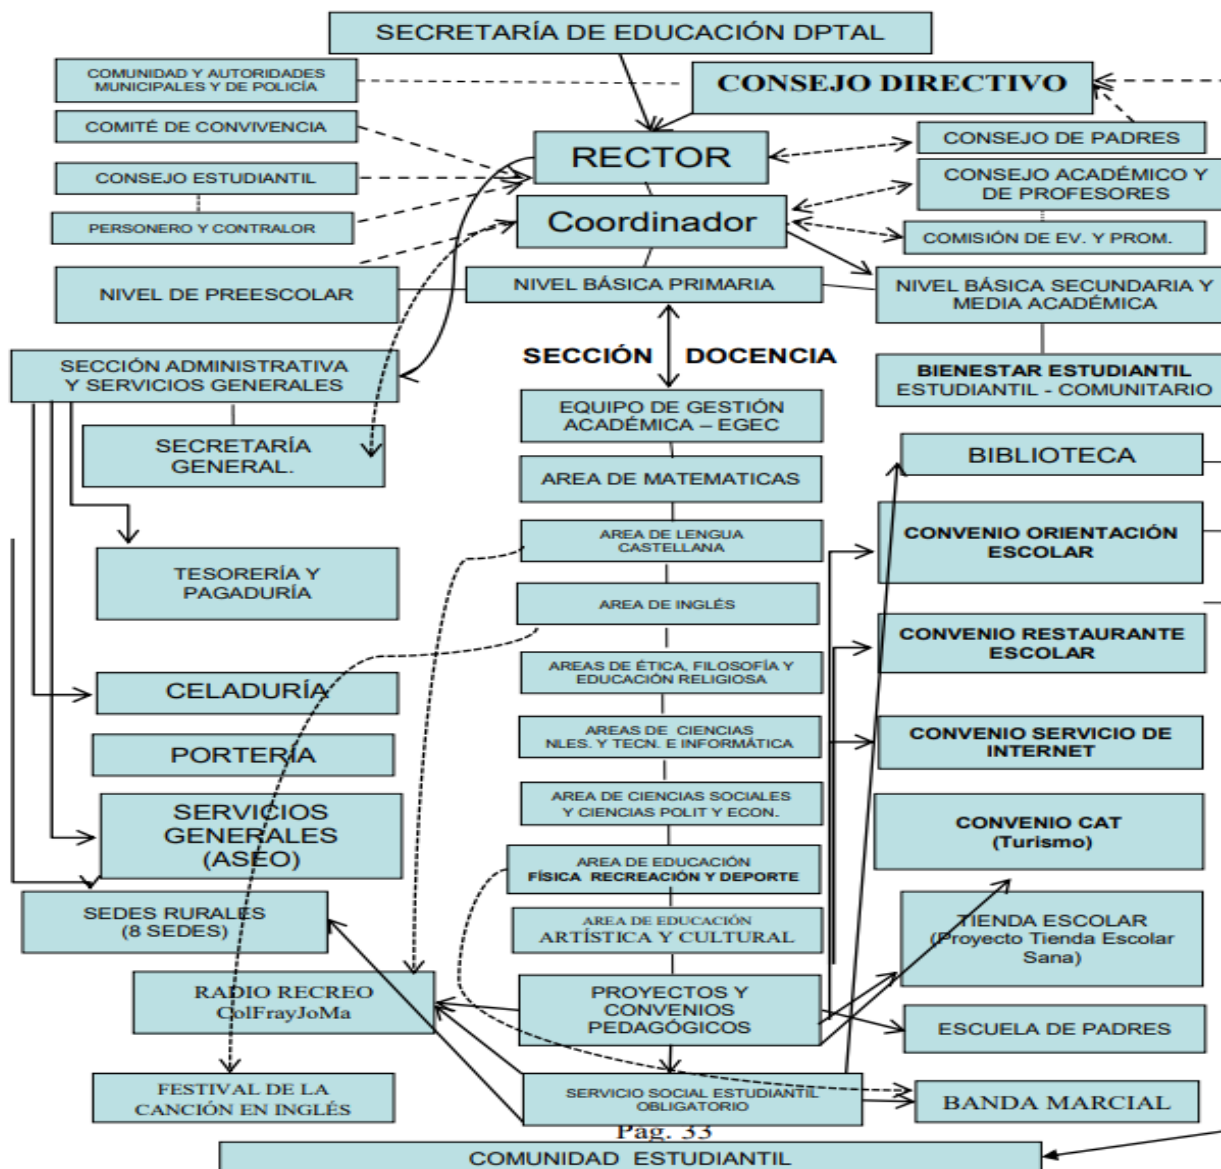 SECRETARÍA DE EDUCACIÓN DPTAL
COMUNIDAD Y AUTORIDADES
MUNICIPALES Y DE POLICÍA
CONSEJO DIRECTIVO
COMITÉ DE CONVIVENCIA
RECTOR
CONSEJO DE PADRES
CONSEJO ESTUDIANTIL
CONSEJO ACADÉMICO Y
DE PROFESORES
PERSONERO Y CONTRALOR
Coordinador
COMISIÓN DE EV. Y PROM.
NIVEL DE PREESCOLAR
NIVEL BÁSICA PRIMARIA
NIVEL BÁSICA SECUNDARIA Y
MEDIA ACADÉMICA
SECCIÓN DOCENCIA
SECCIÓN ADMINISTRATIVA
Y SERVICIOS GENERALES
BIENESTAR ESTUDIANTIL
ESTUDIANTIL - COMUNITARIO
SECRETARÍA
GENERAL.
EQUIPO DE GESTIÓN
ACADÉMICA – EGEC
BIBLIOTECA
AREA DE MATEMATICAS
AREA DE LENGUA
CASTELLANA
CONVENIO ORIENTACIÓN
ESCOLAR
TESORERÍA Y
PAGADURÍA
AREA DE INGLÉS
CONVENIO RESTAURANTE
ESCOLAR
AREAS DE ÉTICA, FILOSOFÍA Y
EDUCACIÓN RELIGIOSA
CELADURÍA
AREAS DE CIENCIAS
NLES. Y TECN. E INFORMÁTICA
CONVENIO SERVICIO DE
INTERNET
PORTERÍA
AREA DE CIENCIAS SOCIALES
Y CIENCIAS POLIT Y ECON.
SERVICIOS
GENERALES
(ASEO)
CONVENIO CAT
(Turismo)
AREA DE EDUCACIÓN
FÍSICA RECREACIÓN Y DEPORTE
SEDES RURALES
(8 SEDES)
AREA DE EDUCACIÓN
ARTÍSTICA Y CULTURAL
TIENDA ESCOLAR
(Proyecto Tienda Escolar
Sana)
RADIO RECREO
ColFrayJoMa
PROYECTOS Y
CONVENIOS
PEDAGÓGICOS
ESCUELA DE PADRES
FESTIVAL DE LA
CANCIÓN EN INGLÉS
SERVICIO SOCIAL ESTUDIANTIL
OBLIGATORIO
BANDA MARCIAL
Pag. 33
COMUNIDAD ESTUDIANTIL